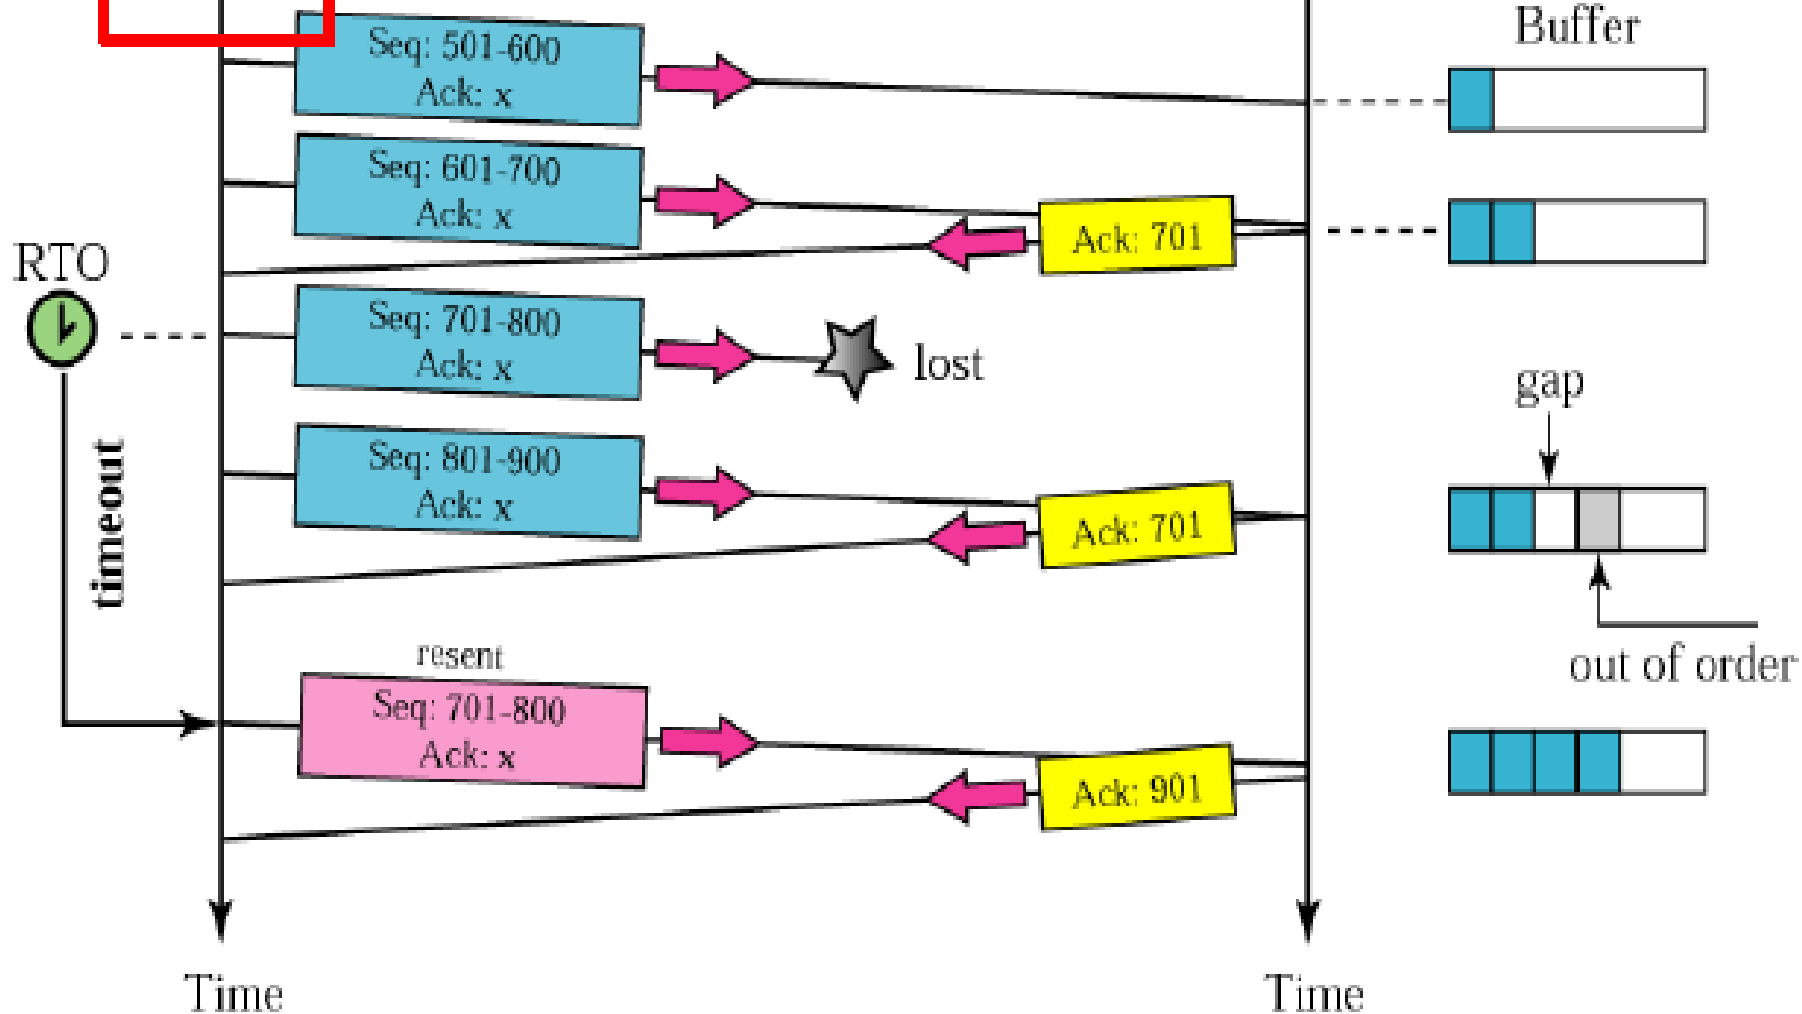 Buffer
Seq: 501-600
Ack: x
Seq: 601-700
Ack: x
Ack: 701
RTO
Seq: 701-800
Ack: x
lost
gap
timeout
Seq: 801-900
Ack: x
Ack: 701
out of order
resent
Seq: 701-800
Ack: x
Ack: 901
Time
Time